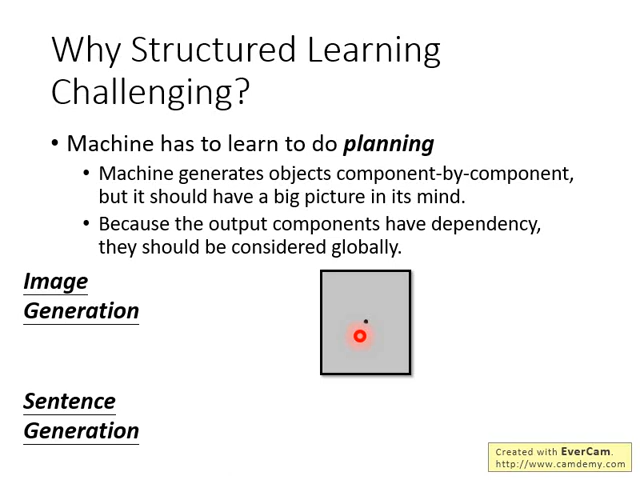 Why Structured Learning
Challenging?
• Machine has to learn to do planning
• Machine generates objects component-by-component,
but it should have a big picture in its mind.
• Because the output components have dependency,
they should be considered globally.
Image
Generation
Sentence
Generation
Created with EverCam.
http://www.camdemy.com